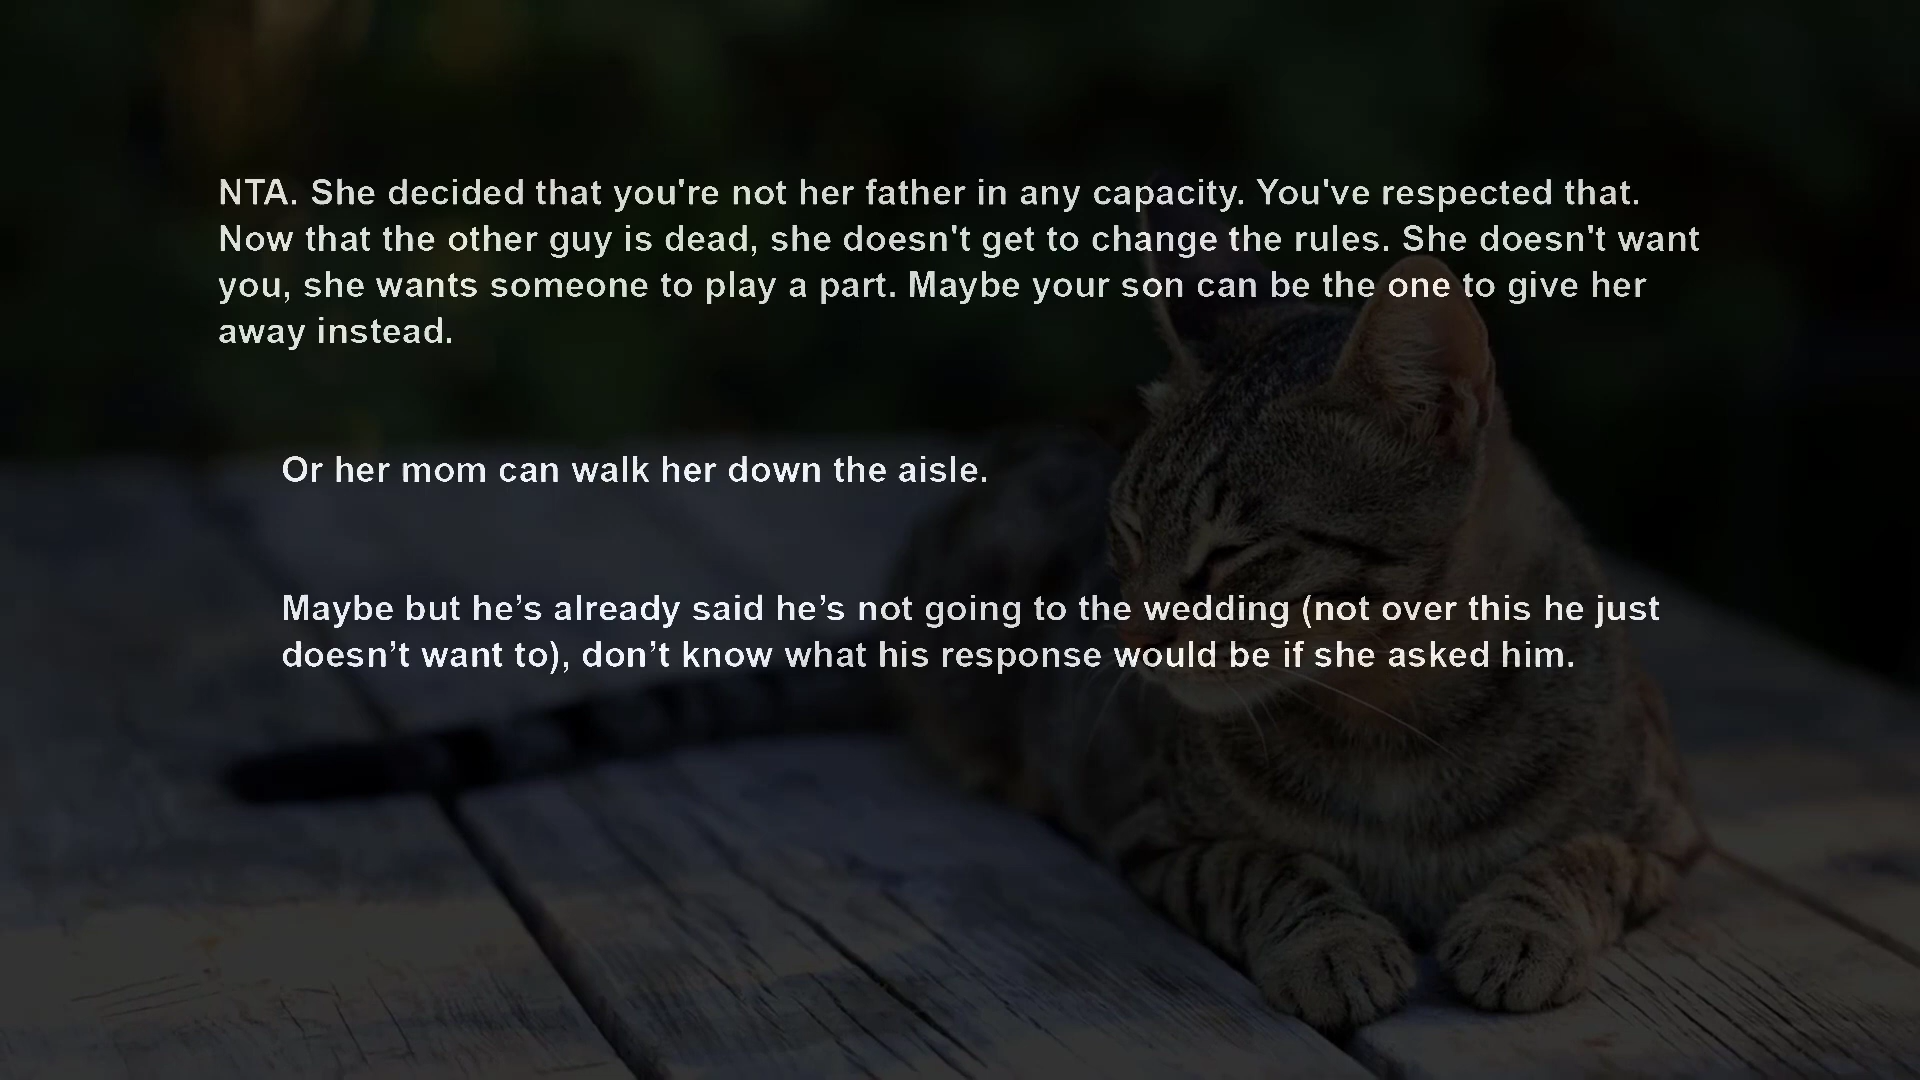 NTA. She decided that you're not her father in any capacity. You've respected that.
Now that the other guy is dead, she doesn't get to change the rules. She doesn't want
you, she wants someone to play a part. Maybe your son can be the one to give her
away instead.
Or her mom can walk her down the aisle.
Maybe but he’s already said he’s not going to the wedding (not over this he just
doesn’t want to), don’t know what his response would be if she asked him.